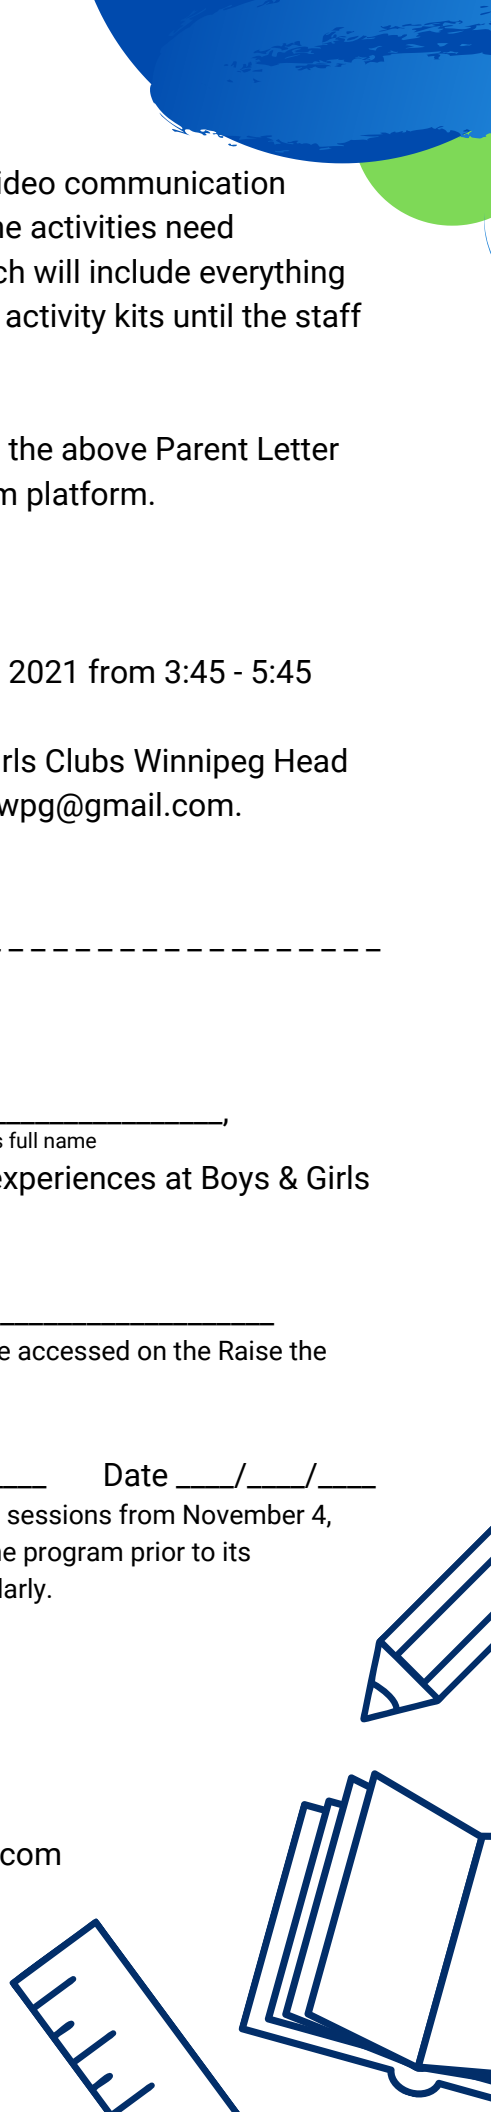 ideo communication
ne activities need
ch will include everything
activity kits until the staff
the above Parent Letter
m platform.
2021 from 3:45 - 5:45
rls Clubs Winnipeg Head
wpg@gmail.com.
_ _ _ _ _ _ _ _ _ _ _ _ _ _ _ _ _ _
________________,
s full name
experiences at Boys & Girls
___________________
e accessed on the Raise the
___ Date ____/____/____
sessions from November 4,
ne program prior to its
larly.
com